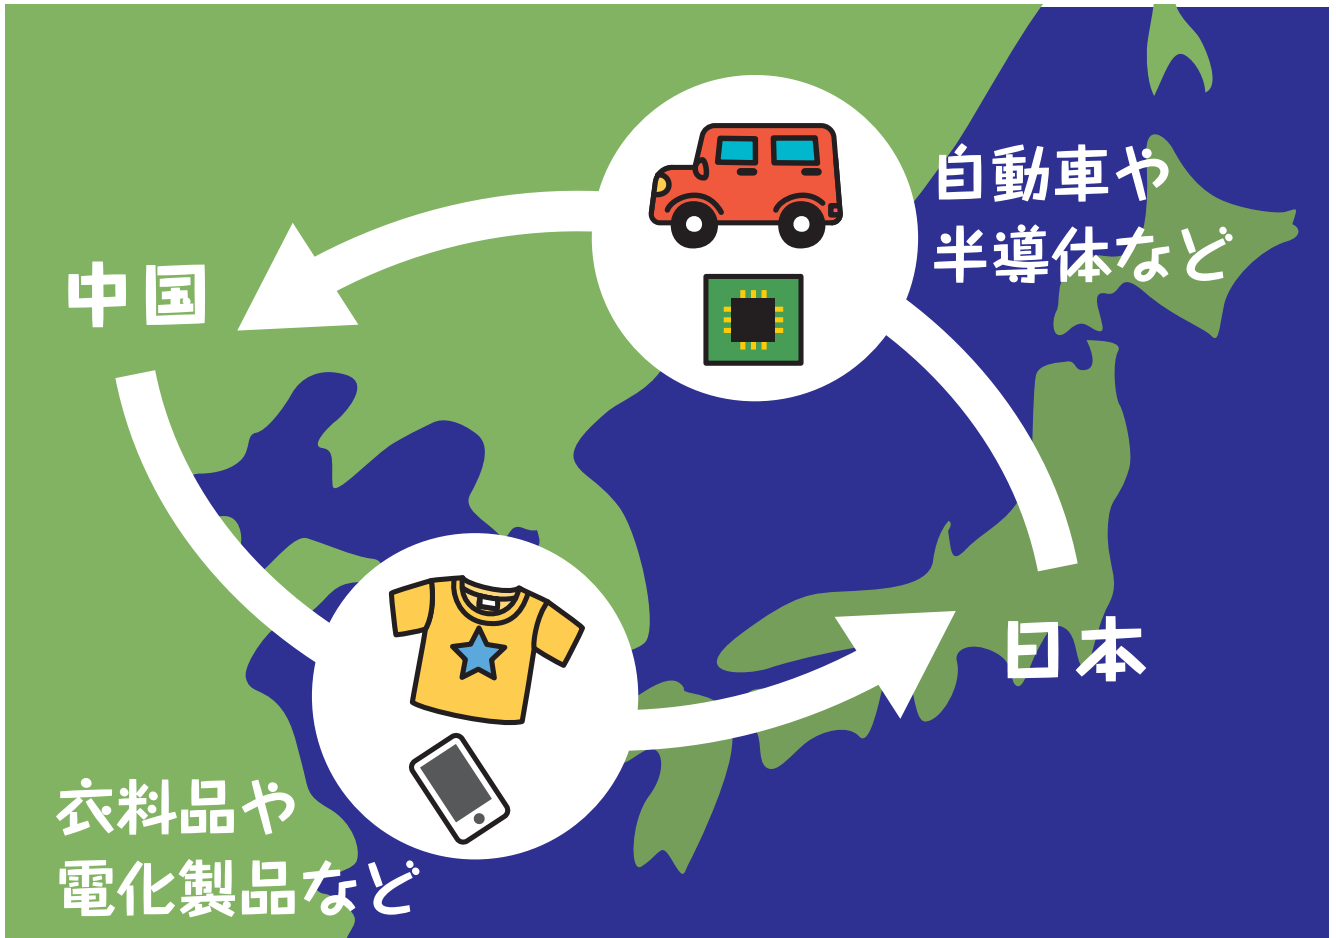 自動車や
半導体など
中国
日本
衣料品や
電化製品など